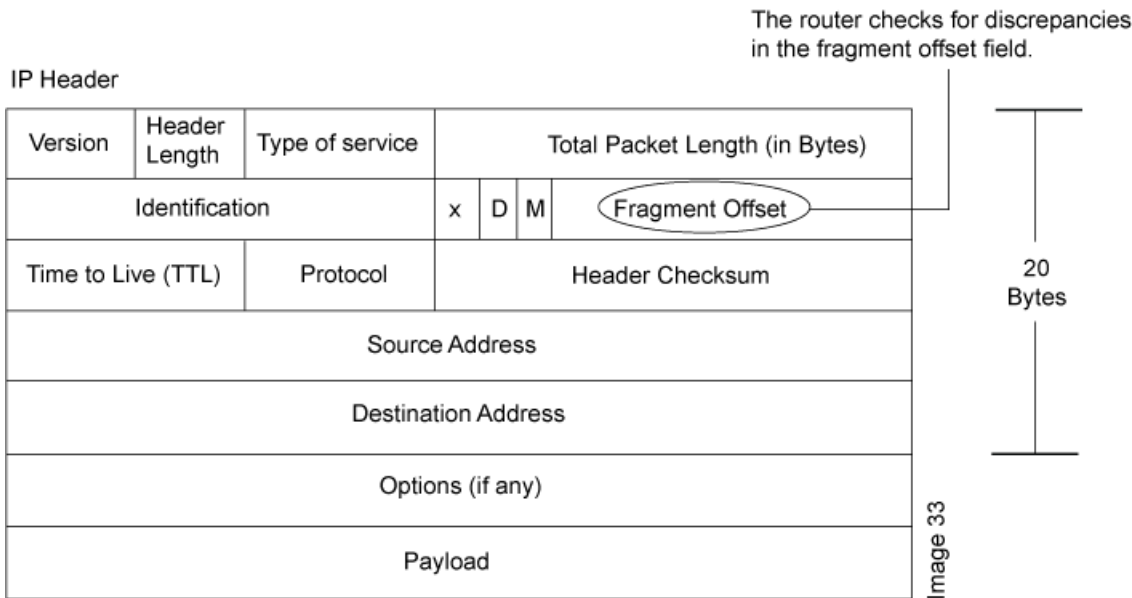 The router checks for discrepancies
in the fragment offset field.
IP Header
Version
Header
Length
Type of service
Total Packet Length (in Bytes)
Identification
x
D
M
Fragment Offset
Time to Live (TTL)
Protocol
Header Checksum
20
Bytes
Source Address
Destination Address
Options (if any)
Payload
Image 33